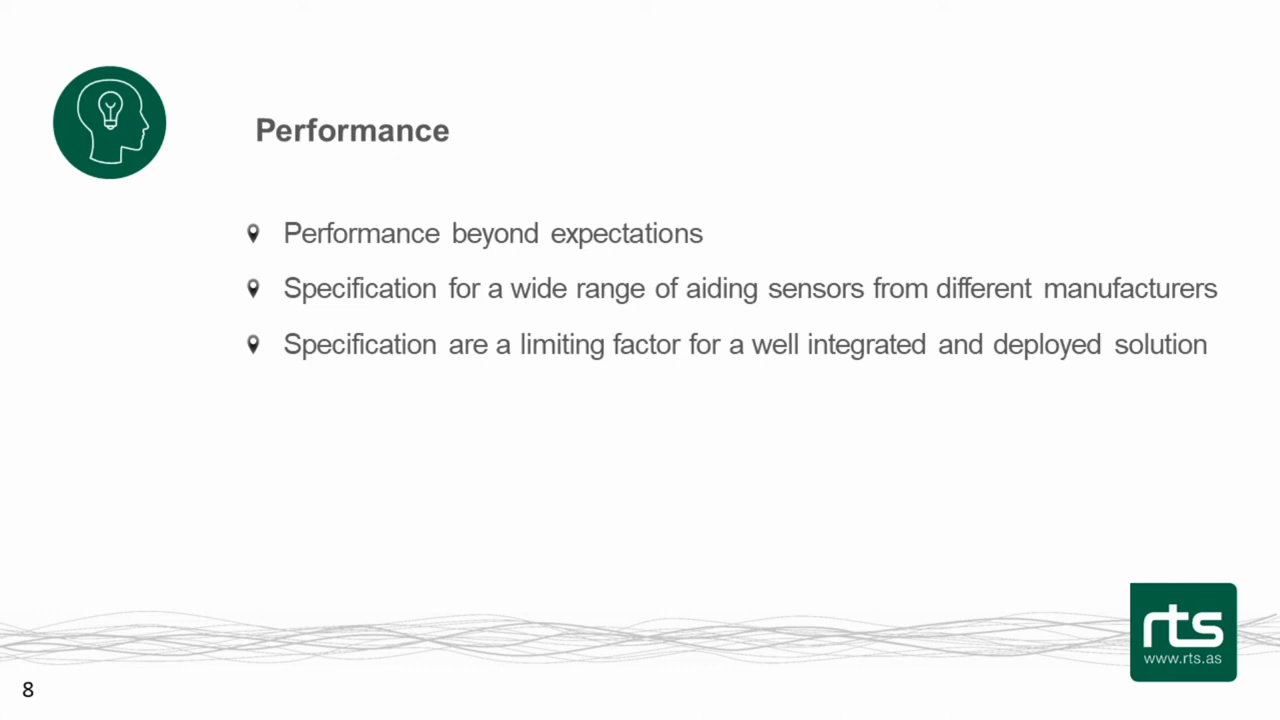 Performance
Performance beyond expectations
Specification for a wide range of aiding sensors from different manufacturers
Specification are a limiting factor for a well integrated and deployed solution
rts
www.rts.as
8